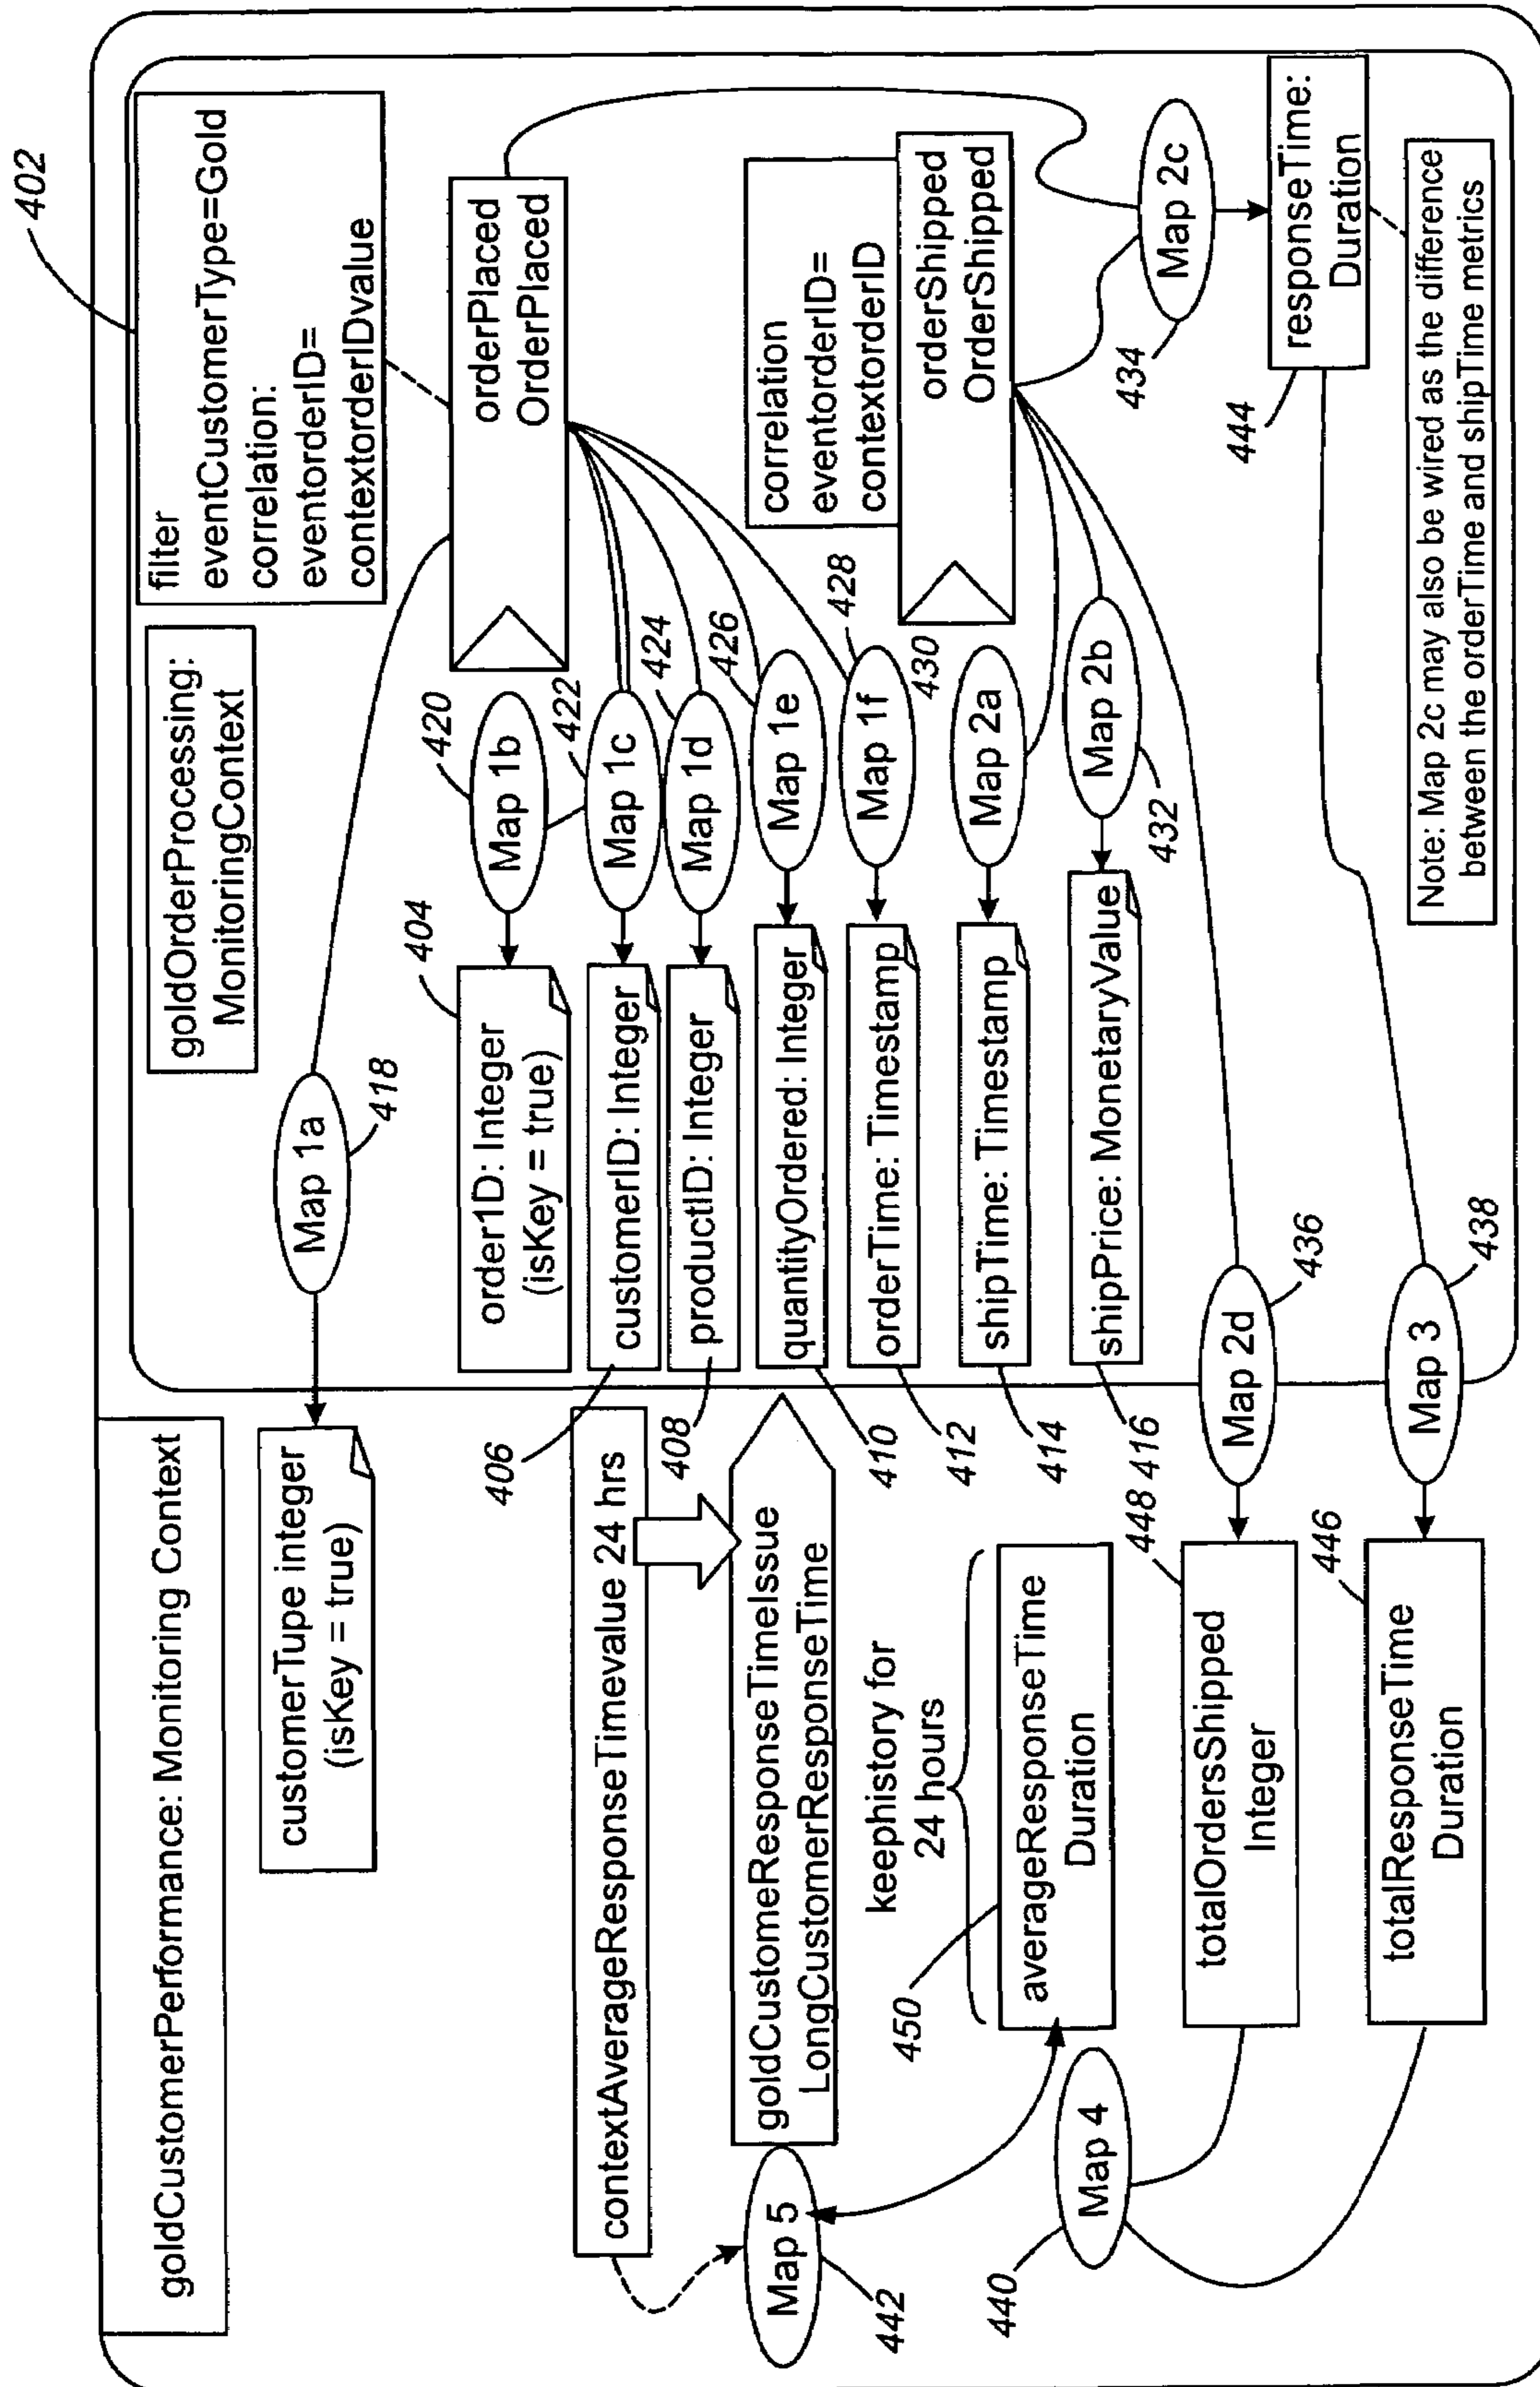 goldCustomerPerformance: Monitoring Context
customerTupe integer
(isKey = true)
contextAverageResponseTimevalue 24 hrs
goldCustomeResponseTimeIssue
LongCustomerResponseTime
Map 5
442
keephistory for
24 hours
450
averageResponseTime
Duration
Map 4
440
448
totalOrdersShipped
Integer
446
totalResponseTime
Duration
402
goldOrderProcessing:
MonitoringContext
filter
eventCustomerType=Gold
correlation:
eventorderID=
contextorderIDvalue
Map 1a
418
orderPlaced
OrderPlaced
404
order1D: Integer
(isKey = true)
420
Map 1b
406
customerID: Integer
422
Map 1c
408
productID: Integer
424
Map 1d
410
quantityOrdered: Integer
426
Map 1e
412
orderTime: Timestamp
428
Map 1f
correlation
eventorderID=
contextorderID
orderShipped
OrderShipped
414
shipTime: Timestamp
430
Map 2a
416
shipPrice: MonetaryValue
432
Map 2b
434
Map 2c
Map 2d
436
444
responseTime:
Duration
Map 3
438
Note: Map 2c may also be wired as the difference
between the orderTime and shipTime metrics